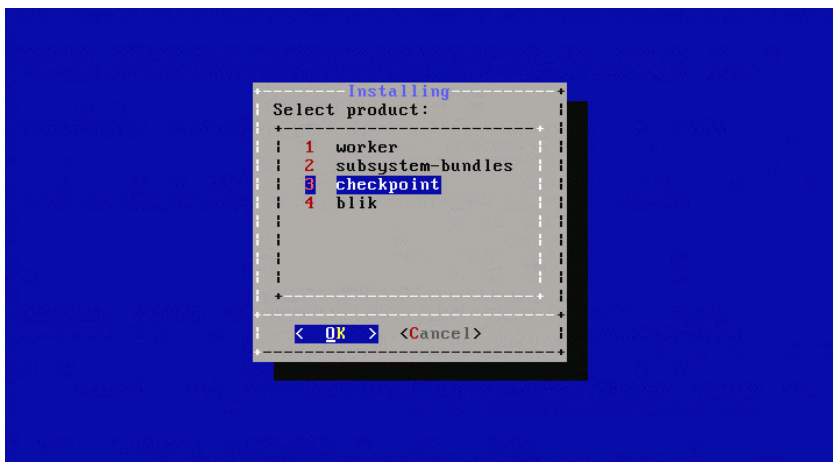 Installing
Select product:
1 worker
2 subsystem-bundles
3 checkpoint
4 blik
< OK > <Cancel>